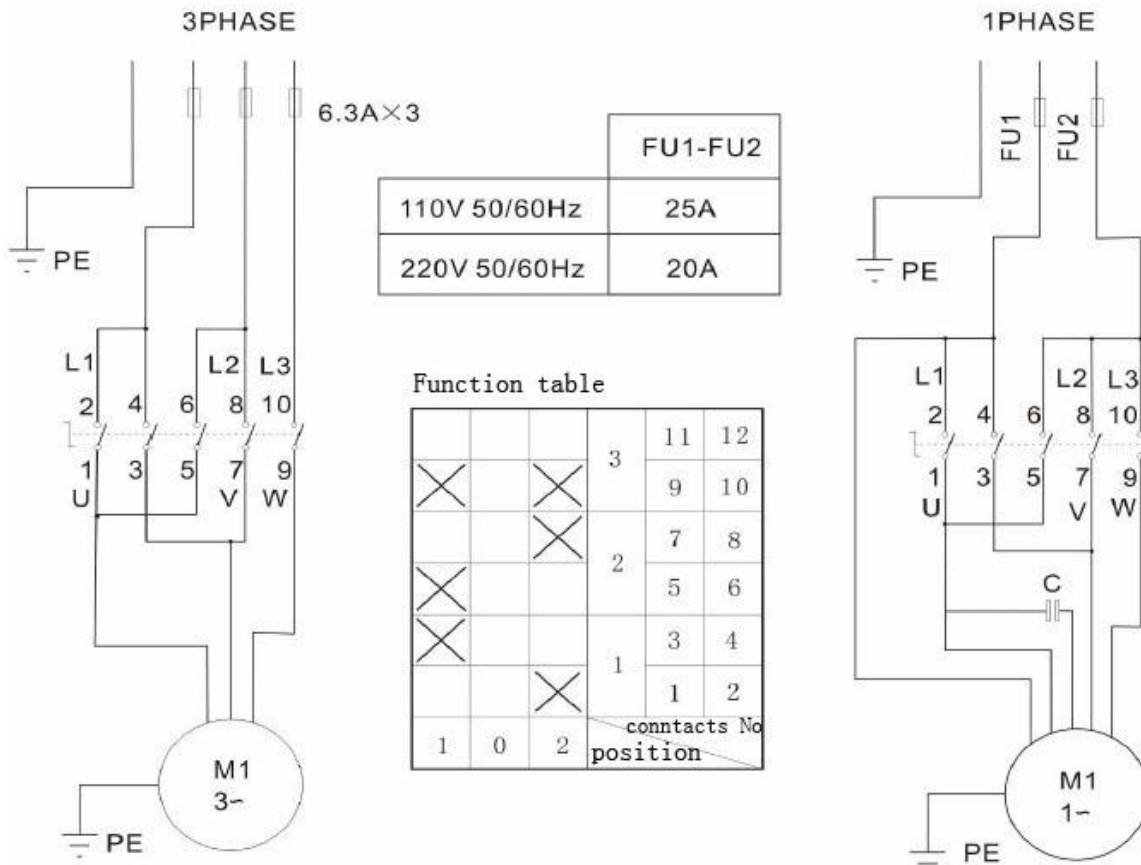 3PHASE
6.3A×3
PE
L1 L2 L3
2 4 6 8 10
1 3 5 7 9
U V W
M1
3~
PE
FU1-FU2
110V 50/60Hz 25A
220V 50/60Hz 20A
Function table
3 11 12
9 10
2 7 8
5 6
1 3 4
1 2
conntacts No
1 0 2 position
1PHASE
FU1 FU2
PE
L1 L2 L3
2 4 6 8 10
1 3 5 7 9
U V W
C
M1
1~
PE